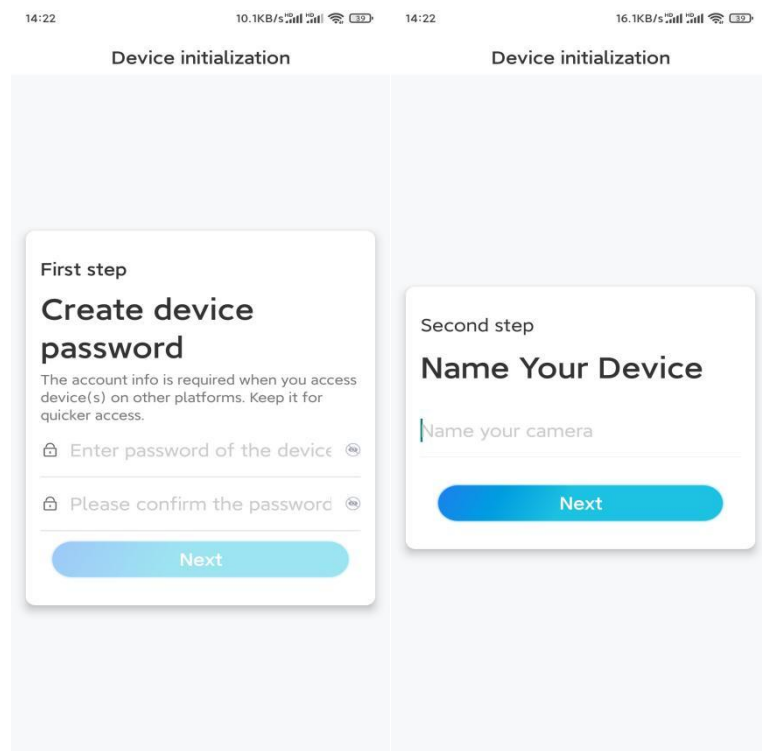 14:22
10.1KB/s
39
Device initialization
First step
Create device
password
The account info is required when you access
device(s) on other platforms. Keep it for
quicker access.
Enter password of the device
Please confirm the password
Next
14:22
16.1KB/s
39
Device initialization
Second step
Name Your Device
Name your camera
Next